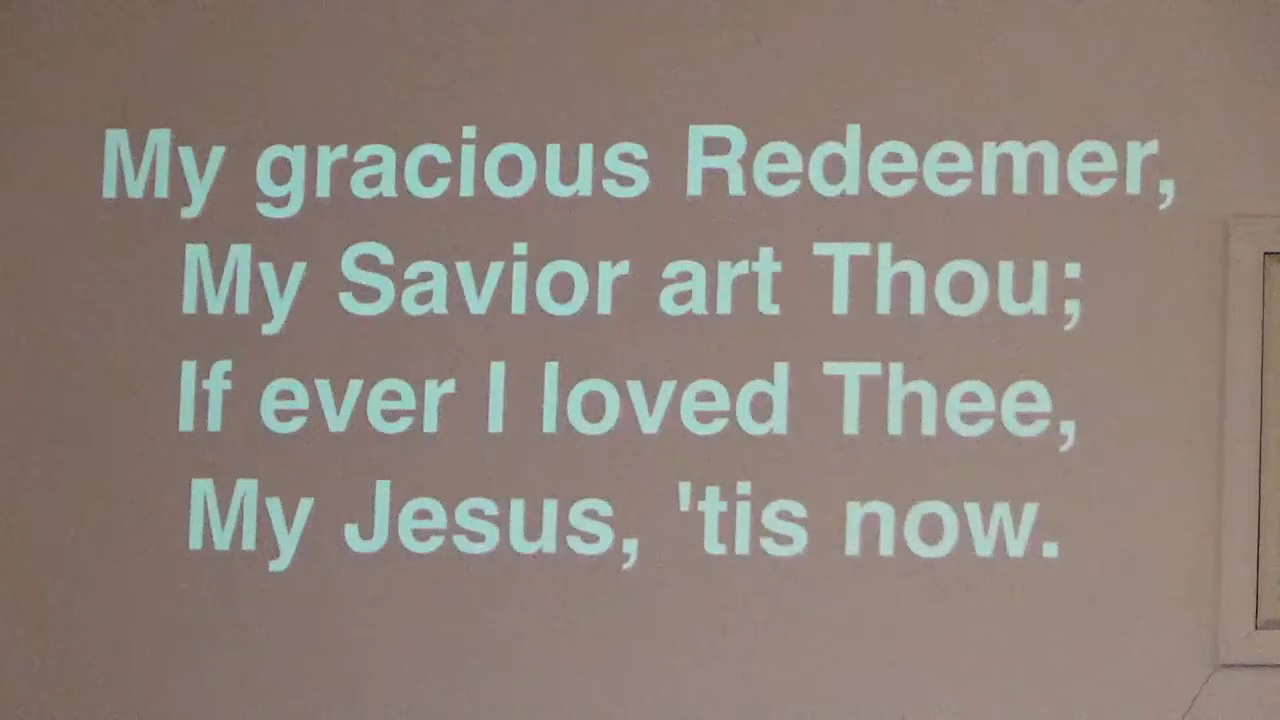 My gracious Redeemer,
My Savior art Thou;
If ever I loved Thee,
My Jesus, 'tis now.